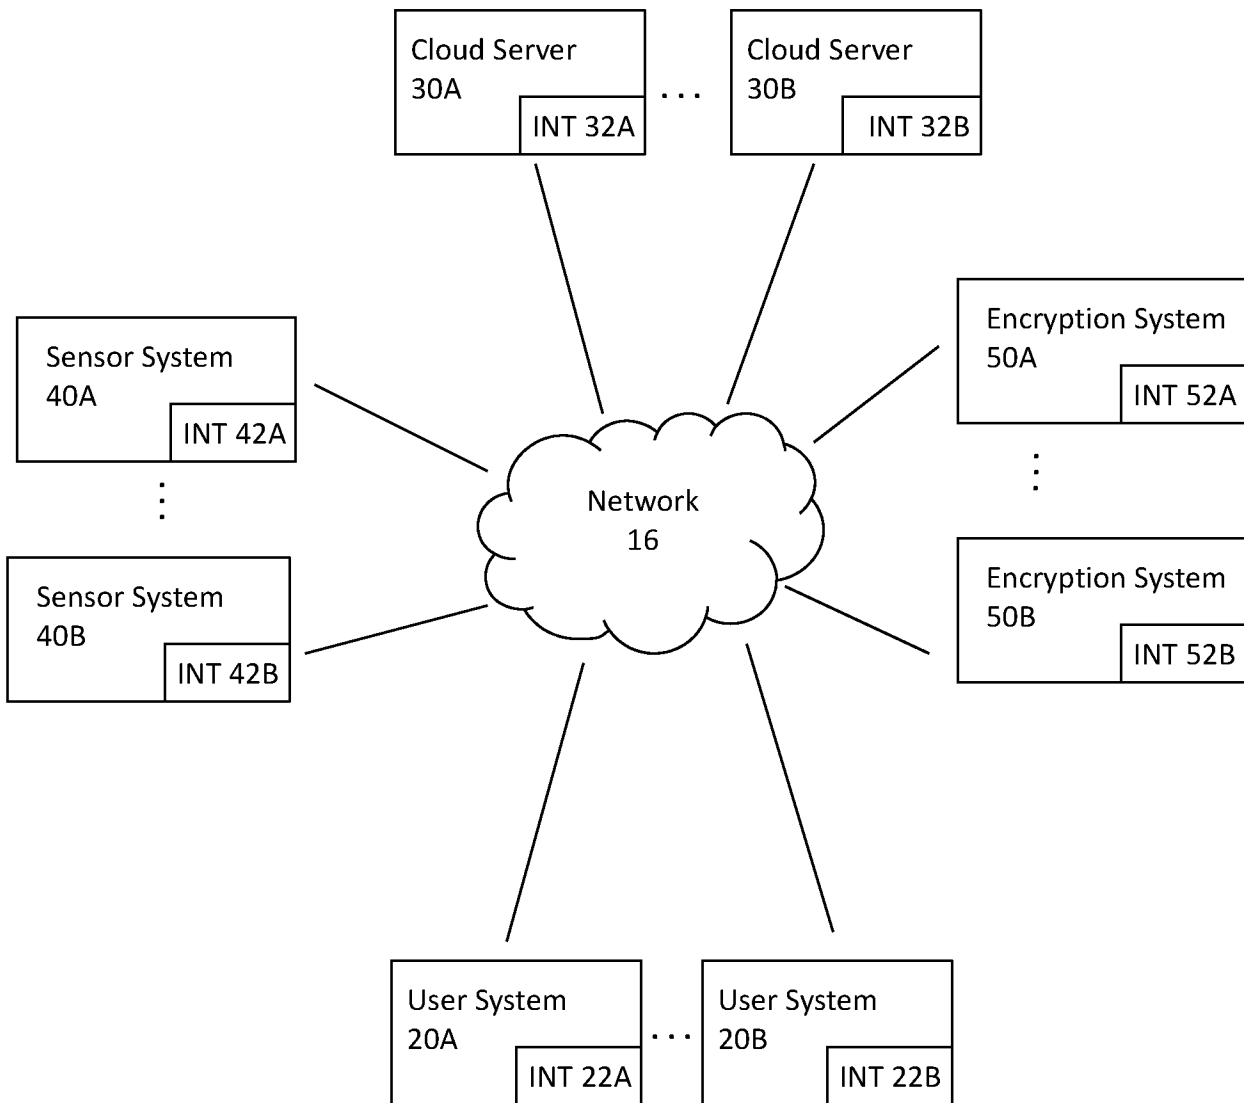 Cloud Server
30A
INT 32A
. . .
Cloud Server
30B
INT 32B
Sensor System
40A
INT 42A
Encryption System
50A
INT 52A
Network
16
Sensor System
40B
INT 42B
Encryption System
50B
INT 52B
User System
20A
INT 22A
. . .
User System
20B
INT 22B